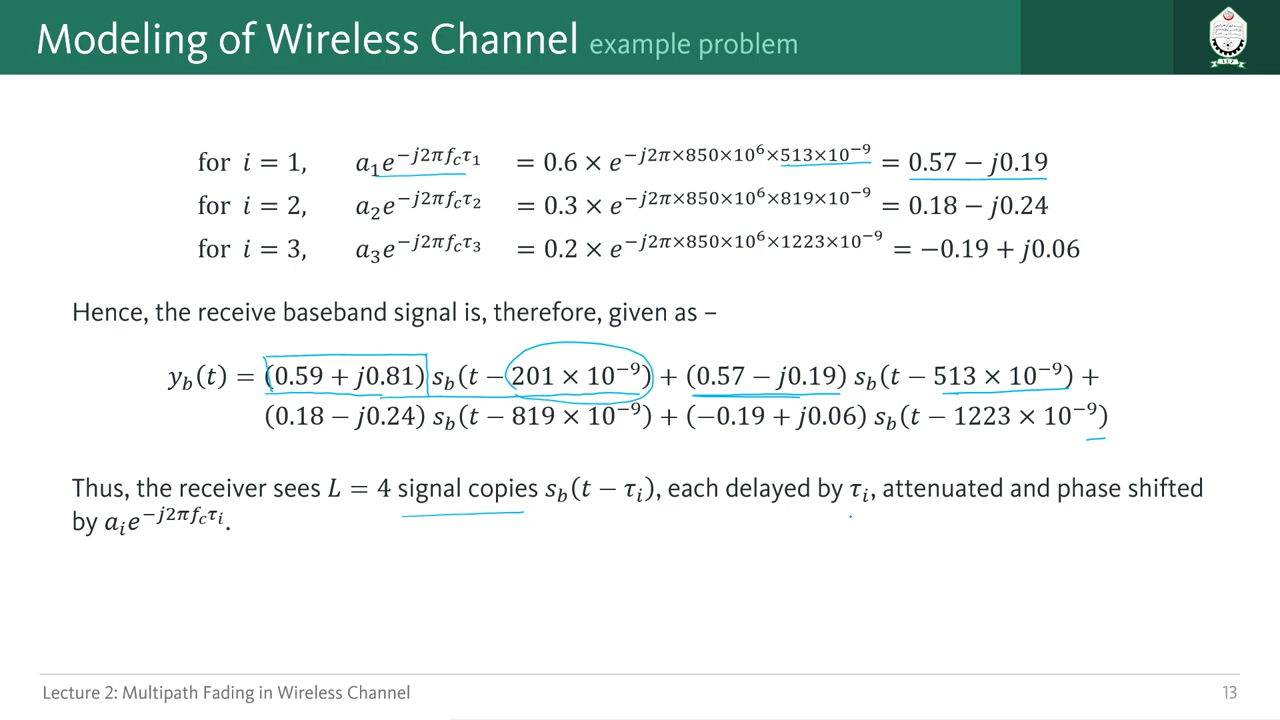 Modeling of Wireless Channel example problem
for i = 1, a₁e^{−j2πf_cτ₁} = 0.6 × e^{−j2π×850×10⁶×513×10⁻⁹} = 0.57 − j0.19
for i = 2, a₂e^{−j2πf_cτ₂} = 0.3 × e^{−j2π×850×10⁶×819×10⁻⁹} = 0.18 − j0.24
for i = 3, a₃e^{−j2πf_cτ₃} = 0.2 × e^{−j2π×850×10⁶×1223×10⁻⁹} = −0.19 + j0.06
Hence, the receive baseband signal is, therefore, given as –
y_b(t) = (0.59 + j0.81) s_b(t − 201 × 10⁻⁹) + (0.57 − j0.19) s_b(t − 513 × 10⁻⁹) +
(0.18 − j0.24) s_b(t − 819 × 10⁻⁹) + (−0.19 + j0.06) s_b(t − 1223 × 10⁻⁹)
Thus, the receiver sees L = 4 signal copies s_b(t − τ_i), each delayed by τ_i, attenuated and phase shifted
by a_ie^{−j2πf_cτ_i}.
Lecture 2: Multipath Fading in Wireless Channel
13